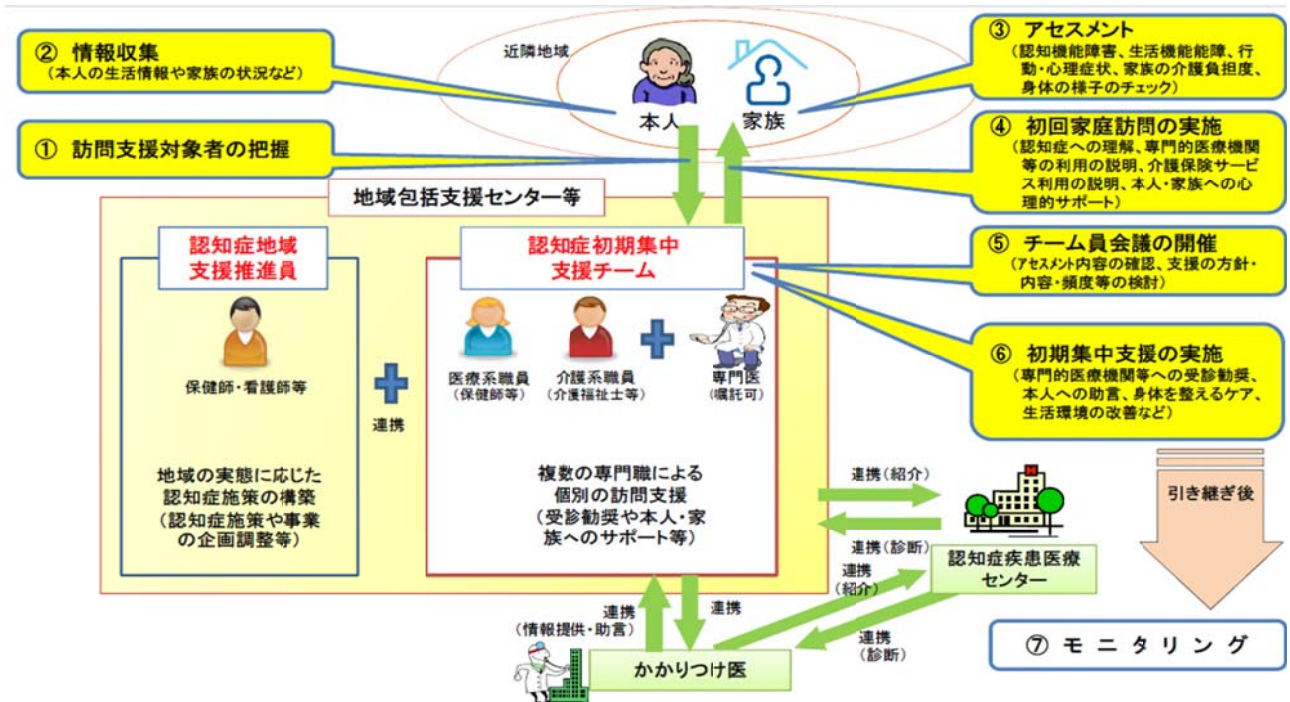 ② 情報収集
(本人の生活情報や家族の状況など)
① 訪問支援対象者の把握
近隣地域
本人
家族
③ アセスメント
(認知機能障害、生活機能能障、行
動・心理症状、家族の介護負担度、
身体の様子のチェック)
④ 初回家庭訪問の実施
(認知症への理解、専門的医療機関
等の利用の説明、介護保険サービ
ス利用の説明、本人・家族への心
理的サポート)
⑤ チーム員会議の開催
(アセスメント内容の確認、支援の方針・
内容・頻度等の検討)
⑥ 初期集中支援の実施
(専門的医療機関等への受診勧奨、
本人への助言、身体を整えるケア、
生活環境の改善など)
地域包括支援センター等
認知症地域
支援推進員
保健師・看護師等
地域の実態に応じた
認知症施策の構築
(認知症施策や事業
の企画調整等)
連携
認知症初期集中
支援チーム
医療系職員
(保健師等)
介護系職員
(介護福祉士等)
専門医
(嘱託可)
複数の専門職による
個別の訪問支援
(受診勧奨や本人・家
族へのサポート等)
連携(紹介)
連携(診断)
H
認知症疾患医療
センター
連携
(紹介)
連携
(診断)
連携
(情報提供・助言)
連携
かかりつけ医
引き継ぎ後
⑦ モニタリング